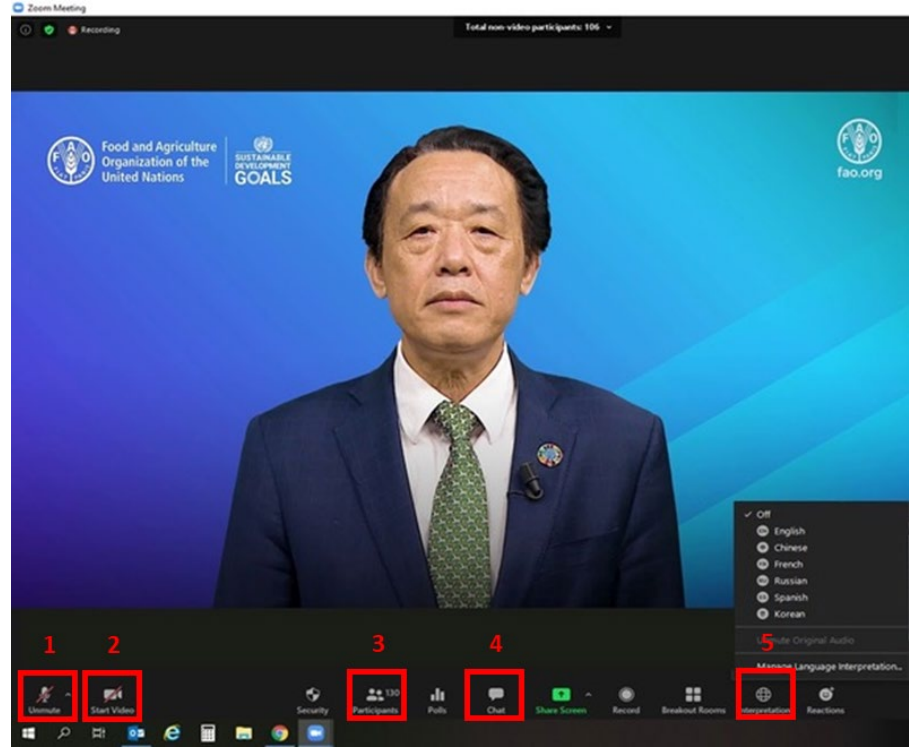 Zoom Meeting
Recording
Total non-video participants: 106
Food and Agriculture
Organization of the
United Nations
SUSTAINABLE
DEVELOPMENT
GOALS
FAO
fao.org
Off
English
Chinese
French
Russian
Spanish
Korean
Unmute Original Audio
Manage Language Interpretation...
1
2
3
4
5
Unmute
Start Video
Security
130
Participants
Polls
Chat
Share Screen
Record
Breakout Rooms
Interpretation
Reactions